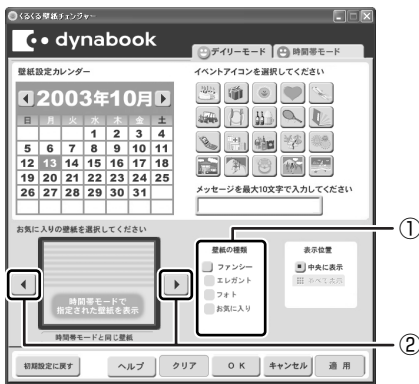 くるくる壁紙チェンジャー
dynabook
デイリーモード 時間帯モード
壁紙設定カレンダー
2003年10月
日 月 火 水 木 金 土
1 2 3 4
5 6 7 8 9 10 11
12 13 14 15 16 17 18
19 20 21 22 23 24 25
26 27 28 29 30 31
イベントアイコンを選択してください
メッセージを最大10文字で入力してください
お気に入りの壁紙を選択してください
時間帯モードで
指定された壁紙を表示
時間帯モードと同じ壁紙
壁紙の種類
ファンシー
エレガント
フォト
お気に入り
表示位置
中央に表示
①
②
初期設定に戻す ヘルプ クリア OK キャンセル 適用